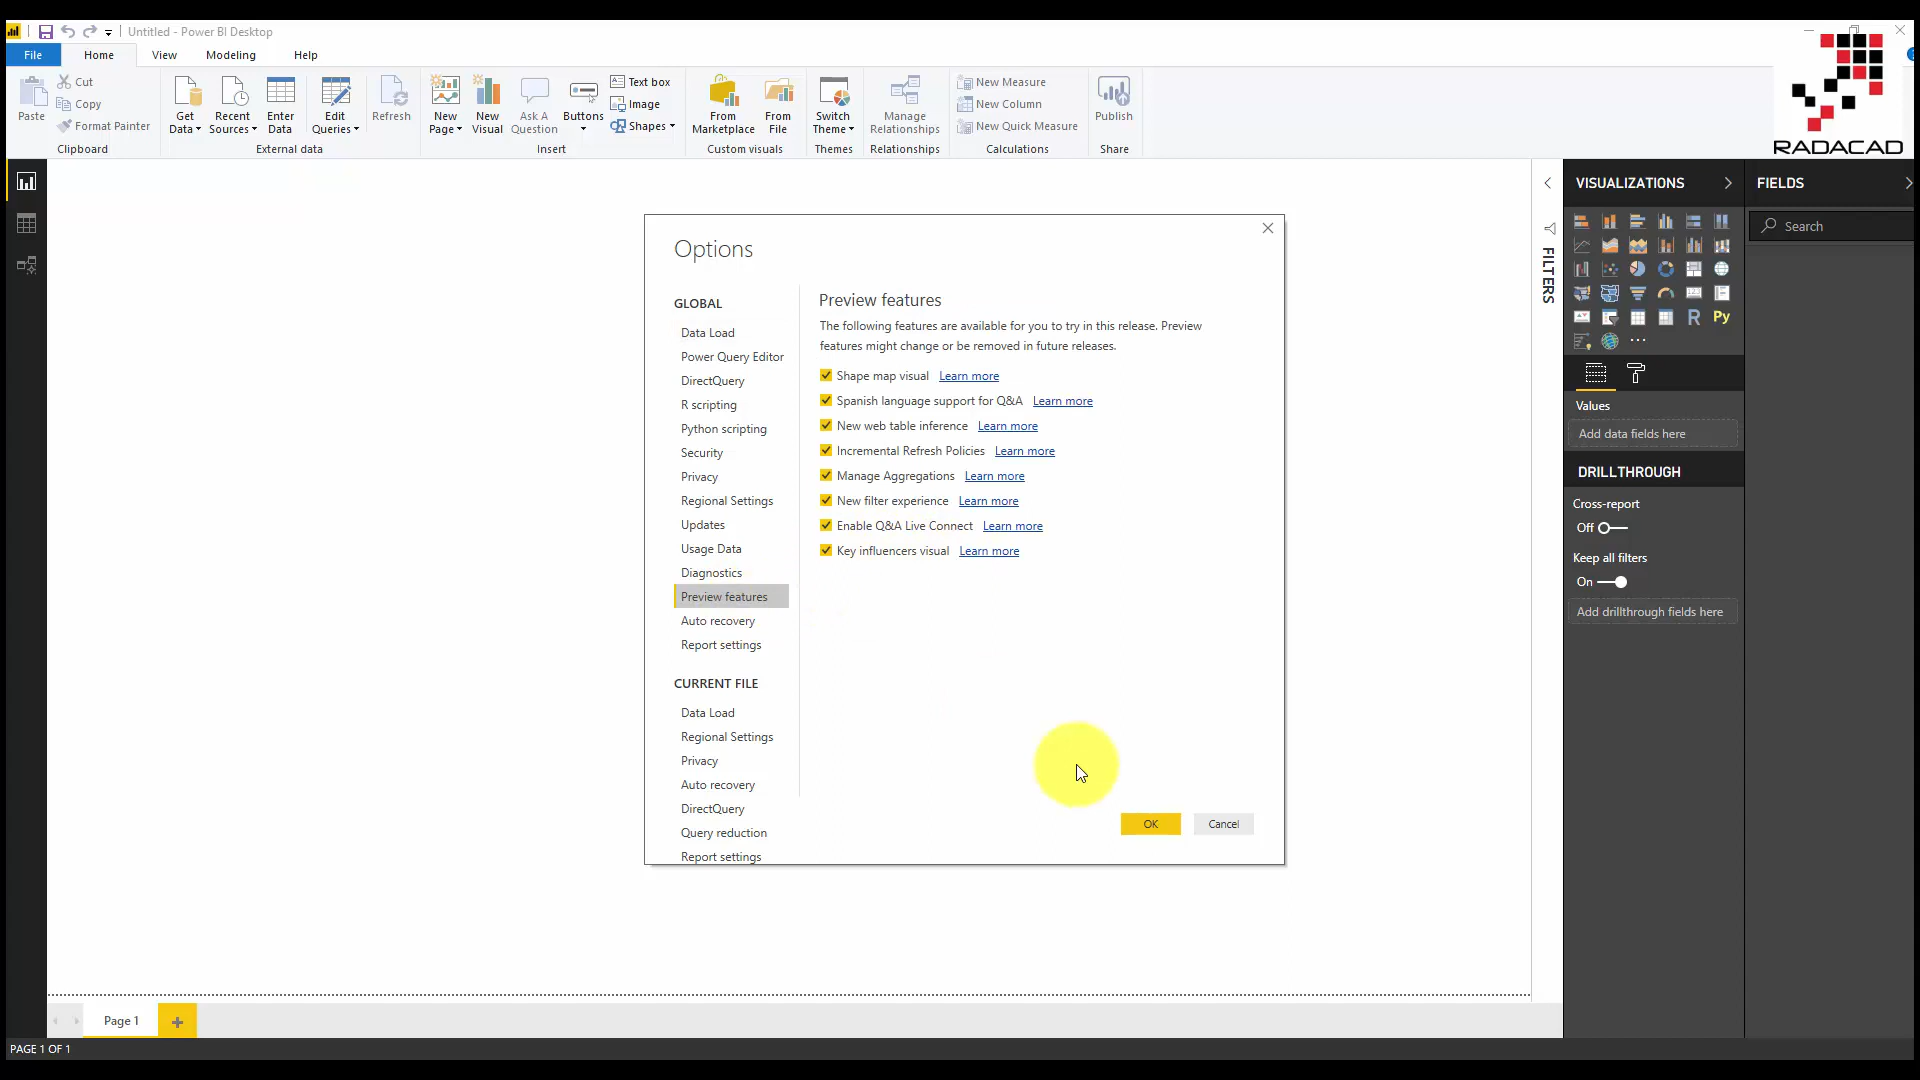 Untitled - Power BI Desktop
File Home View Modeling Help
Paste
Cut
Copy
Format Painter
Clipboard
Get Data
Recent Sources
Enter Data
Edit Queries
Refresh
External data
New Page
New Visual
Ask A Question
Buttons
Text box
Image
Shapes
Insert
From Marketplace
From File
Custom visuals
Switch Theme
Themes
Manage Relationships
Relationships
New Measure
New Column
New Quick Measure
Calculations
Publish
Share
RADACAD
Options
GLOBAL
Data Load
Power Query Editor
DirectQuery
R scripting
Python scripting
Security
Privacy
Regional Settings
Updates
Usage Data
Diagnostics
Preview features
Auto recovery
Report settings
CURRENT FILE
Data Load
Regional Settings
Privacy
Auto recovery
DirectQuery
Query reduction
Report settings
Preview features
The following features are available for you to try in this release. Preview
features might change or be removed in future releases.
Shape map visual Learn more
Spanish language support for Q&A Learn more
New web table inference Learn more
Incremental Refresh Policies Learn more
Manage Aggregations Learn more
New filter experience Learn more
Enable Q&A Live Connect Learn more
Key influencers visual Learn more
OK Cancel
FILTERS
VISUALIZATIONS
R Py
Values
Add data fields here
DRILLTHROUGH
Cross-report
Off
Keep all filters
On
Add drillthrough fields here
FIELDS
Search
Page 1
PAGE 1 OF 1